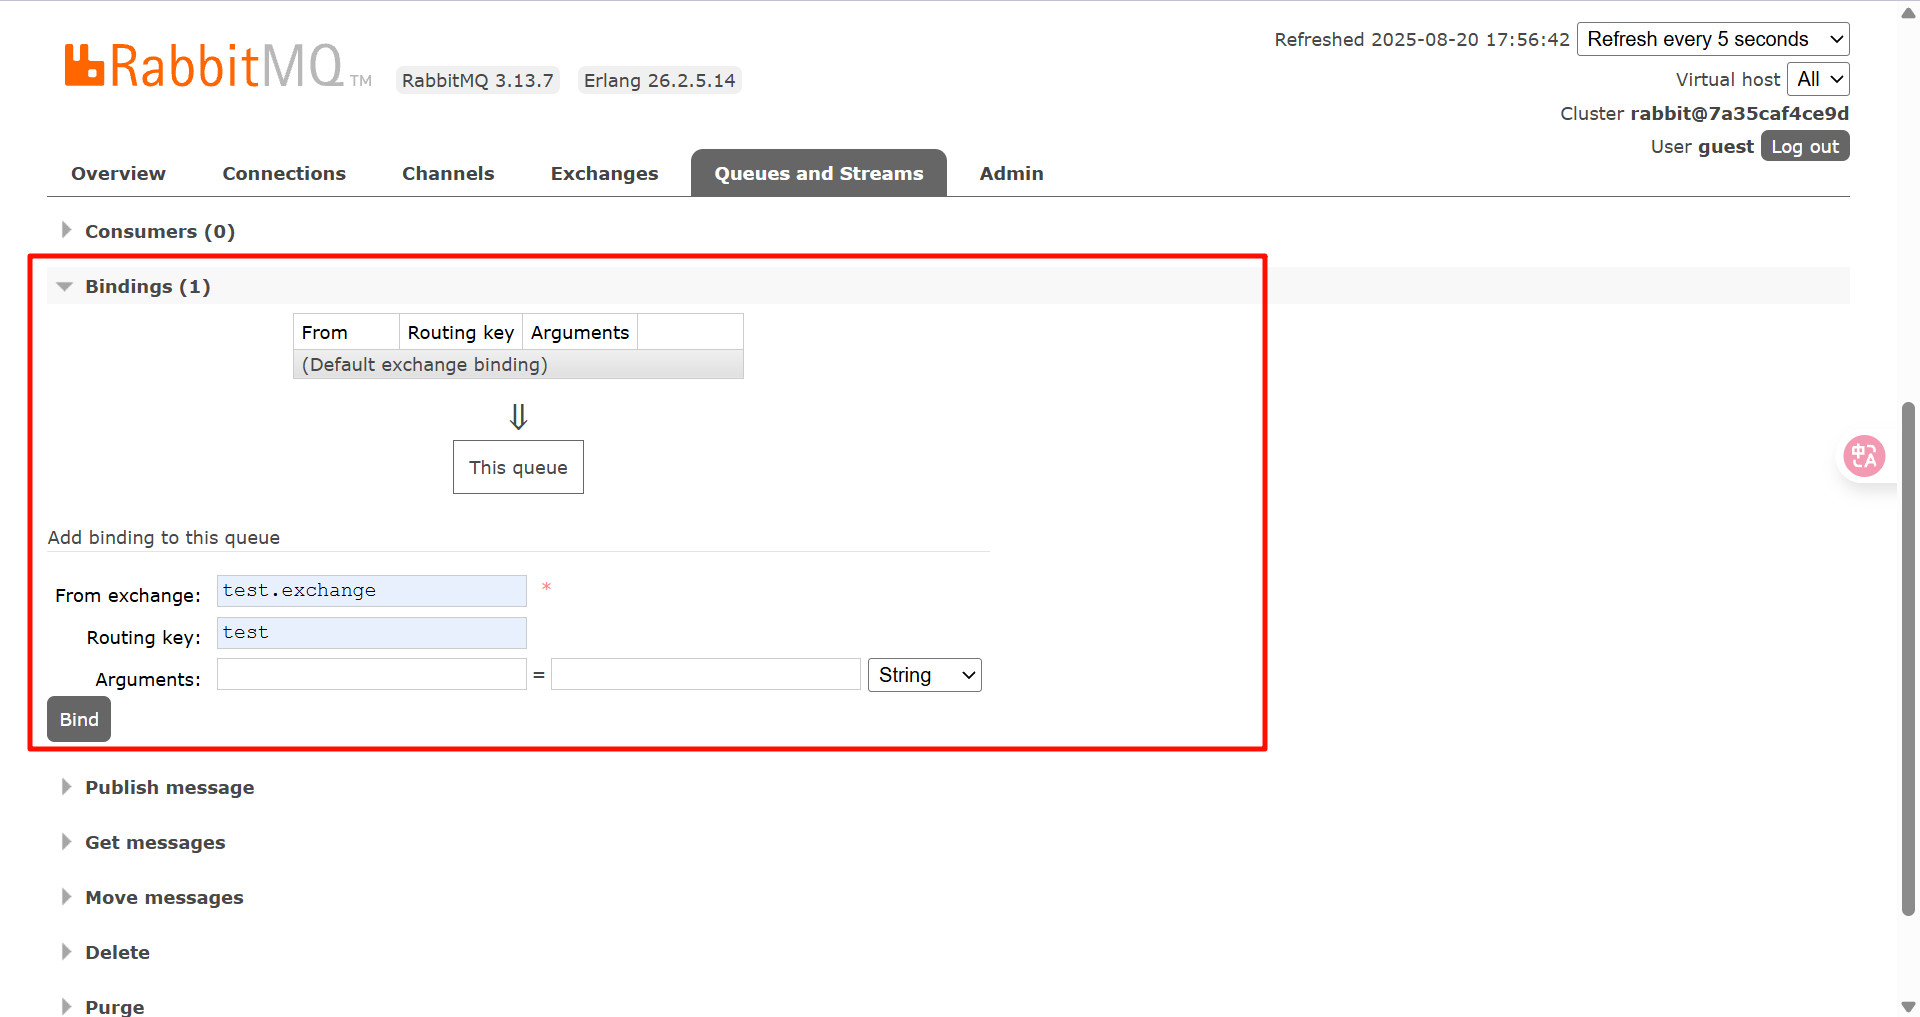 RabbitMQ TM RabbitMQ 3.13.7 Erlang 26.2.5.14
Refreshed 2025-08-20 17:56:42 Refresh every 5 seconds
Virtual host All
Cluster rabbit@7a35caf4ce9d
User guest Log out
Overview Connections Channels Exchanges Queues and Streams Admin
Consumers (0)
Bindings (1)
From Routing key Arguments
(Default exchange binding)
⇓
This queue
Add binding to this queue
From exchange: test.exchange *
Routing key: test
Arguments: = String
Bind
Publish message
Get messages
Move messages
Delete
Purge
中 A